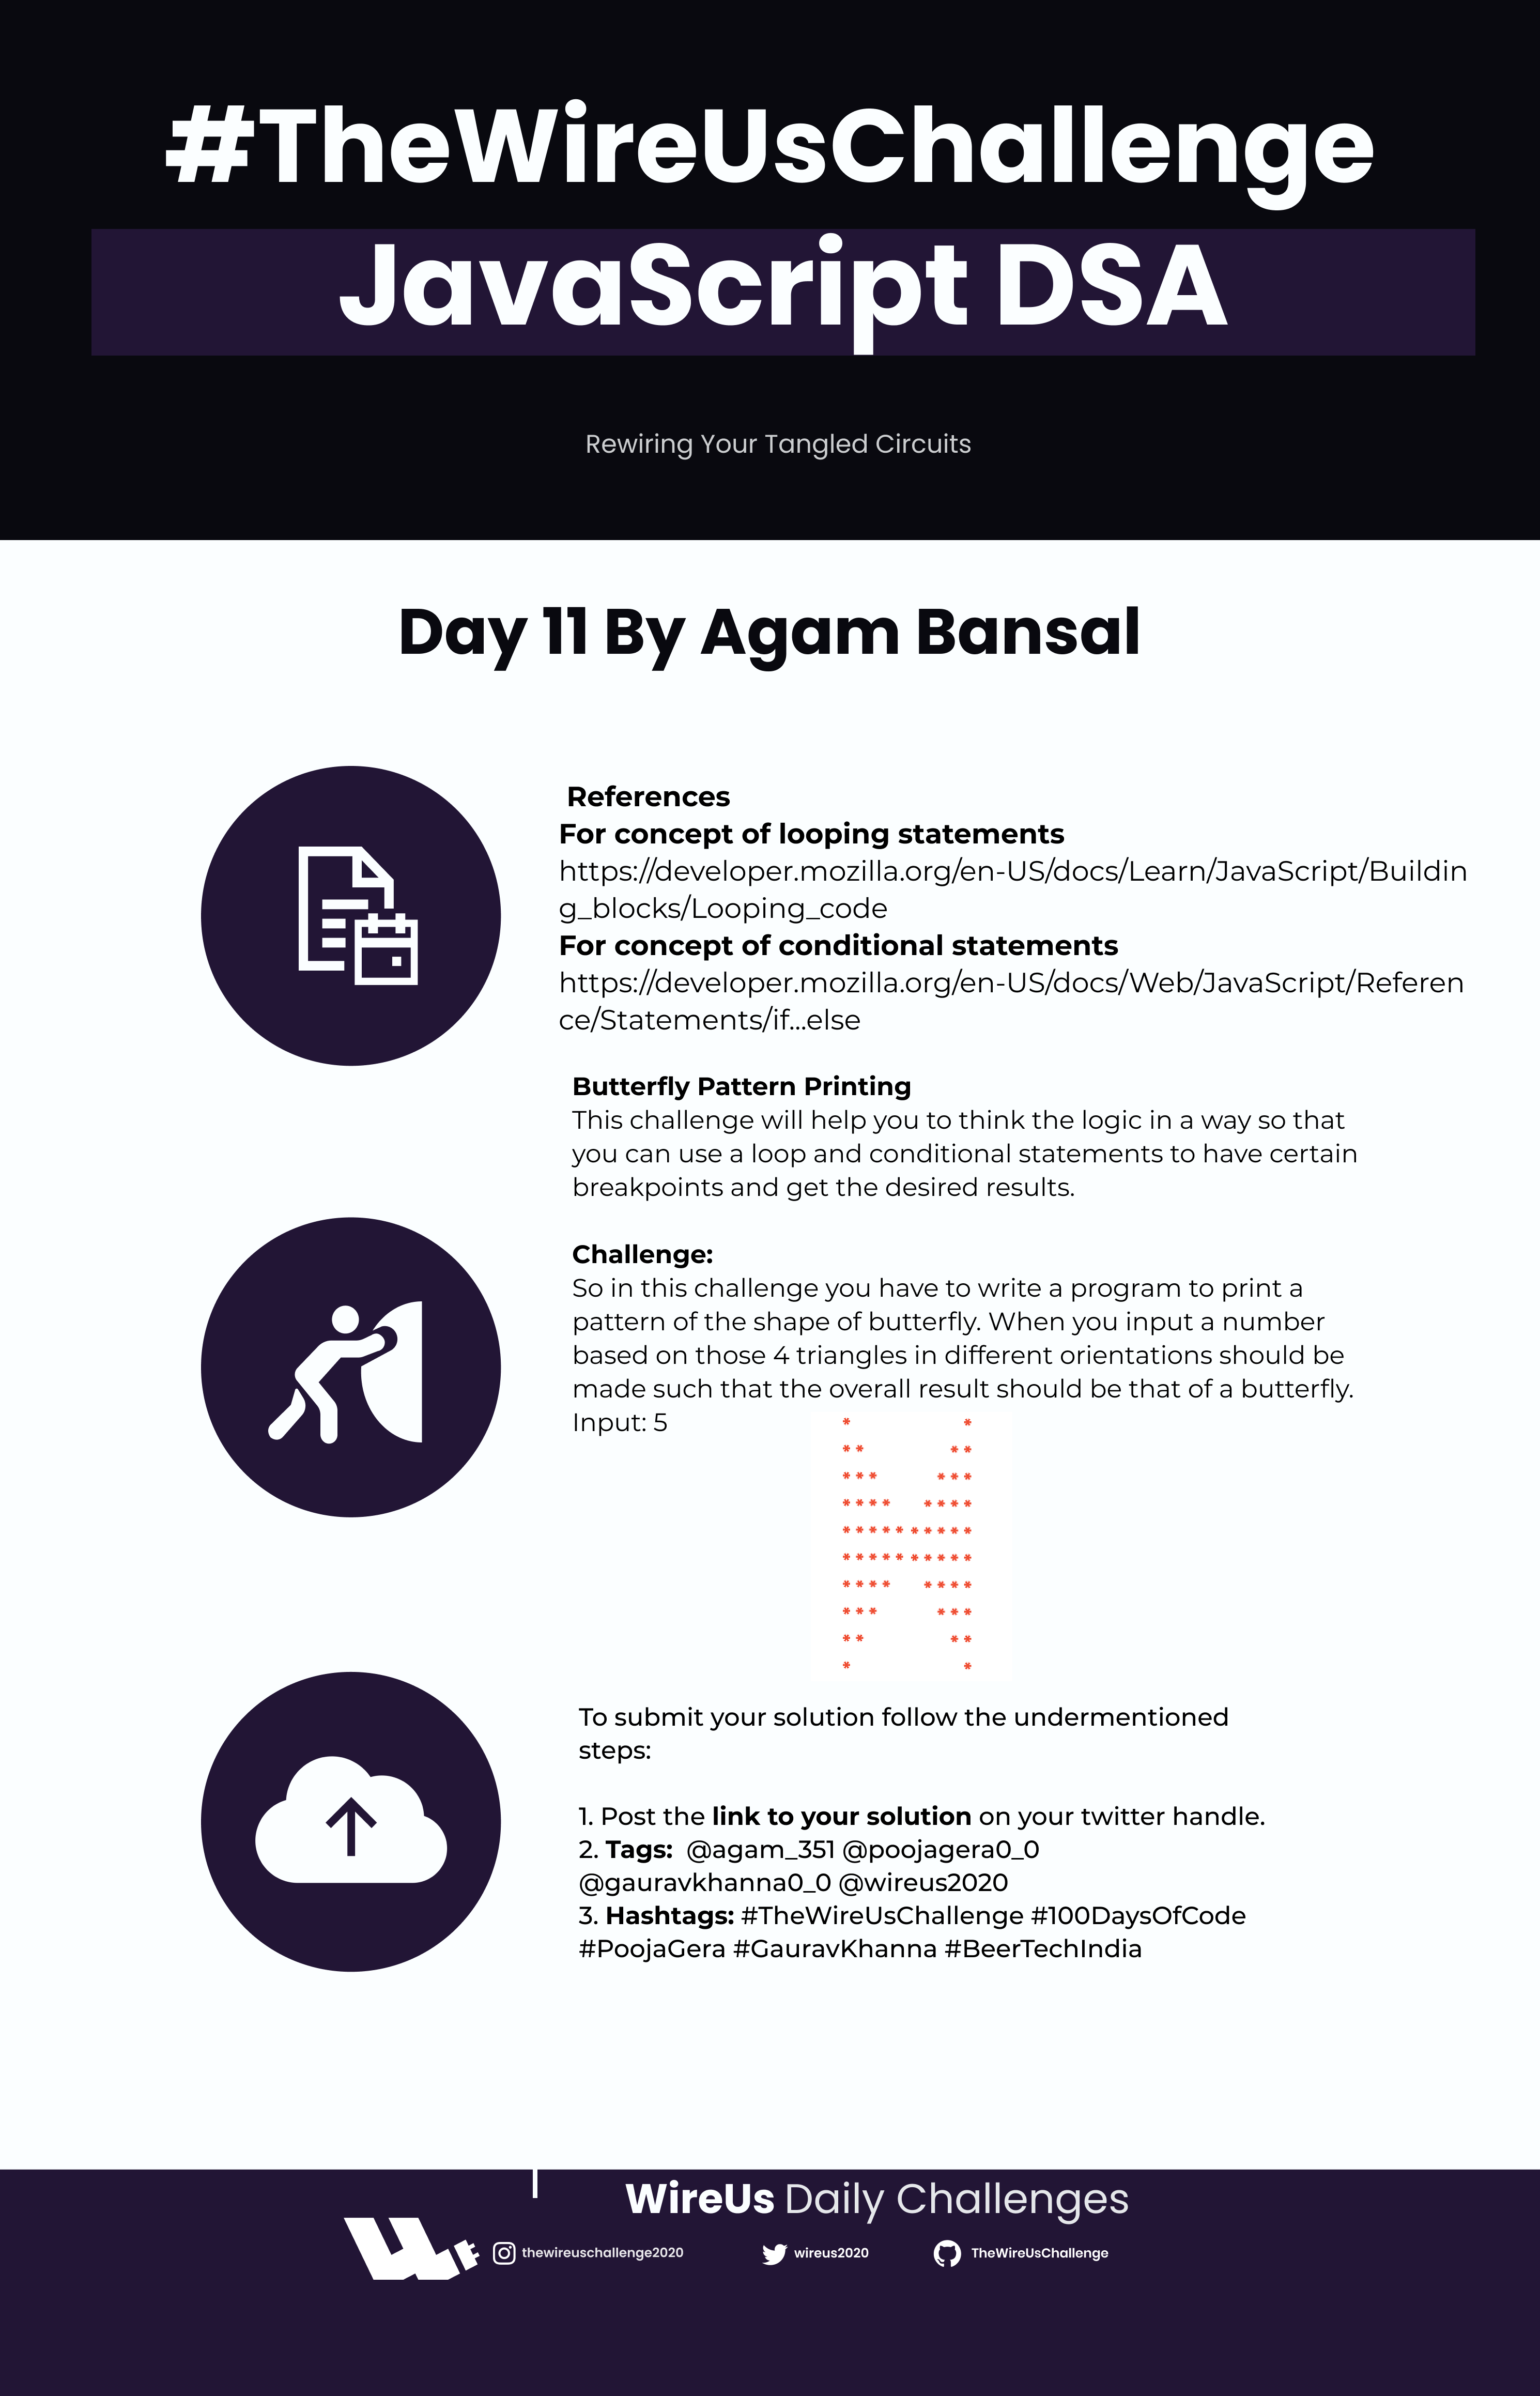 #TheWireUsChallenge
JavaScript DSA
Rewiring Your Tangled Circuits
Day 11 By Agam Bansal
References
For concept of looping statements
https://developer.mozilla.org/en-US/docs/Learn/JavaScript/Buildin
g_blocks/Looping_code
For concept of conditional statements
https://developer.mozilla.org/en-US/docs/Web/JavaScript/Referen
ce/Statements/if...else
Butterfly Pattern Printing
This challenge will help you to think the logic in a way so that
you can use a loop and conditional statements to have certain
breakpoints and get the desired results.
Challenge:
So in this challenge you have to write a program to print a
pattern of the shape of butterfly. When you input a number
based on those 4 triangles in different orientations should be
made such that the overall result should be that of a butterfly.
Input: 5
*                 *
* *             * *
* * *         * * *
* * * *     * * * *
* * * * * * * * * *
* * * * * * * * * *
* * * *     * * * *
* * *         * * *
* *             * *
*                 *
To submit your solution follow the undermentioned
steps:
1. Post the link to your solution on your twitter handle.
2. Tags:  @agam_351 @poojagera0_0
@gauravkhanna0_0 @wireus2020
3. Hashtags: #TheWireUsChallenge #100DaysOfCode
#PoojaGera #GauravKhanna #BeerTechIndia
WireUs Daily Challenges
thewireuschallenge2020 wireus2020 TheWireUsChallenge